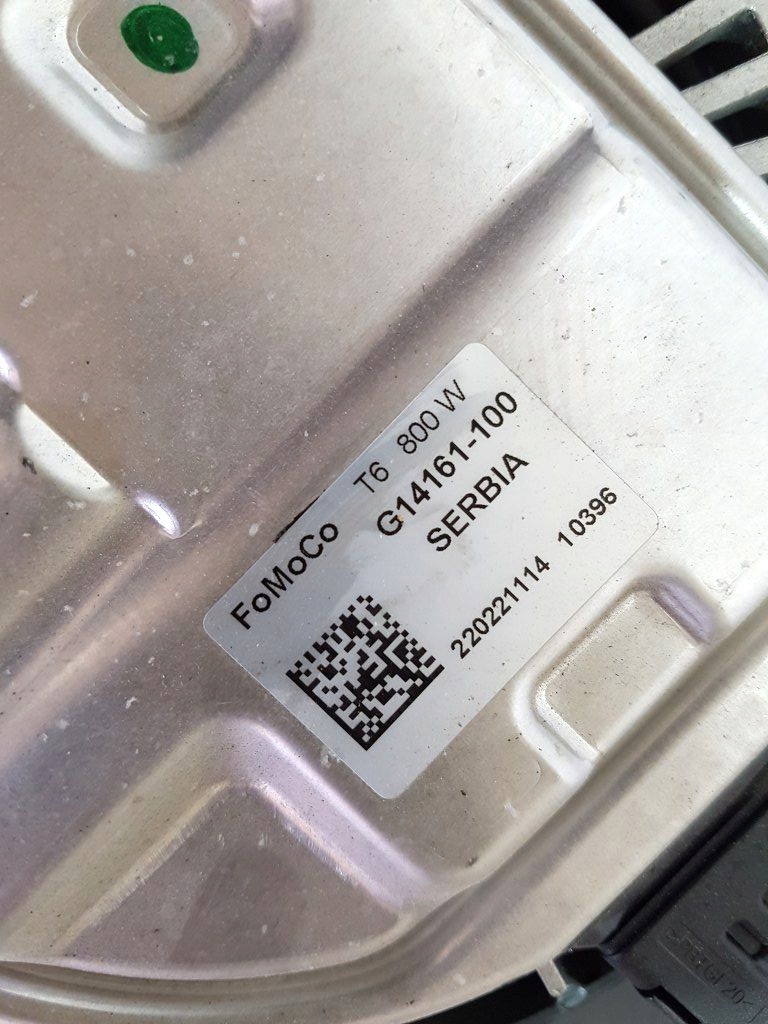 FoMoCo T6 800 W
G14161-100
SERBIA
220221114 10396